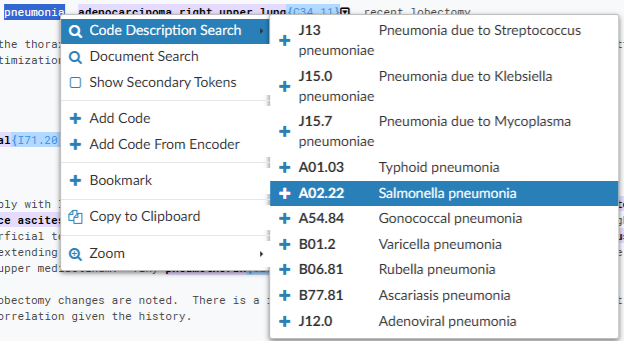 pneumonia, adenocarcinoma right upper lung{C34.11} recent lobectomy
the thorax
timization
al{I71.20
ply with
ce ascites
rficial to
extending
upper mediastinum. Tiny pneumothorax
obectomy changes are noted. There is a
orrelation given the history.
Code Description Search
Document Search
Show Secondary Tokens
Add Code
Add Code From Encoder
Bookmark
Copy to Clipboard
Zoom
J13 Pneumonia due to Streptococcus
pneumoniae
J15.0 Pneumonia due to Klebsiella
pneumoniae
J15.7 Pneumonia due to Mycoplasma
pneumoniae
A01.03 Typhoid pneumonia
A02.22 Salmonella pneumonia
A54.84 Gonococcal pneumonia
B01.2 Varicella pneumonia
B06.81 Rubella pneumonia
B77.81 Ascariasis pneumonia
J12.0 Adenoviral pneumonia